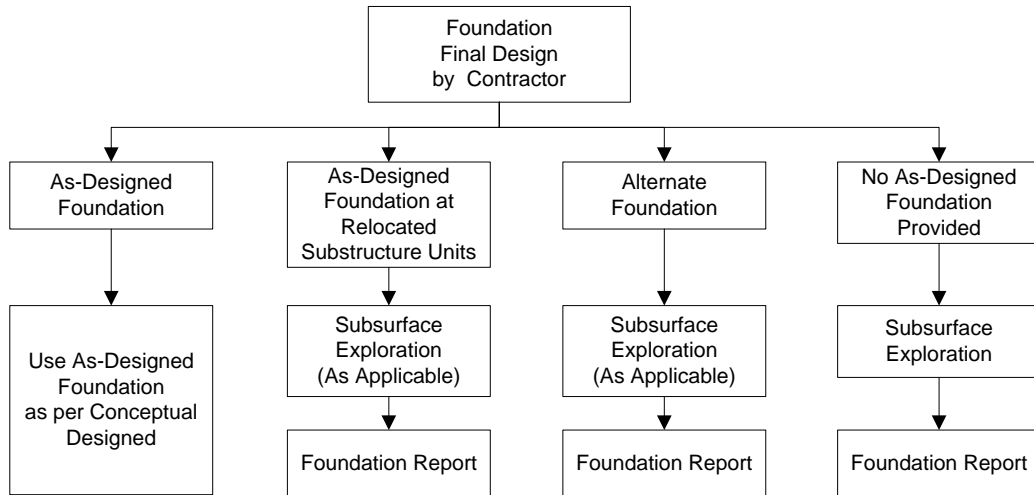 Foundation
Final Design
by Contractor
As-Designed
Foundation
As-Designed
Foundation at
Relocated
Substructure Units
Alternate
Foundation
No As-Designed
Foundation
Provided
Use As-Designed
Foundation
as per Conceptual
Designed
Subsurface
Exploration
(As Applicable)
Subsurface
Exploration
(As Applicable)
Subsurface
Exploration
Foundation Report
Foundation Report
Foundation Report